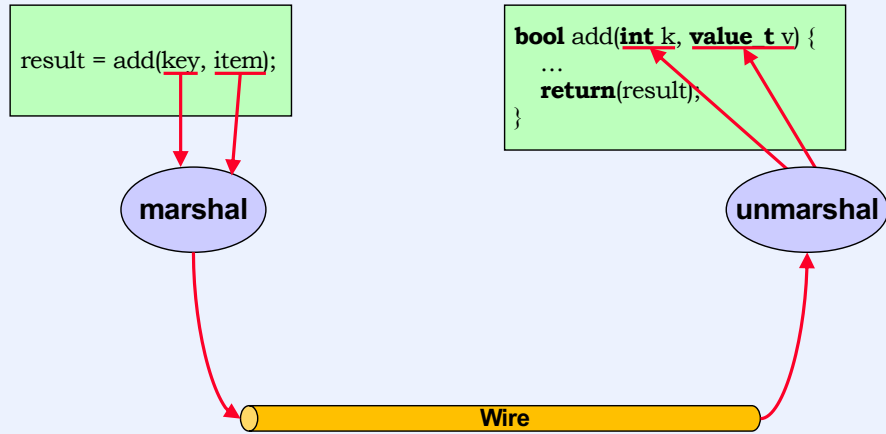 result = add(key, item);
bool add(int k, value_t v) {
…
return(result);
}
marshal
unmarshal
Wire